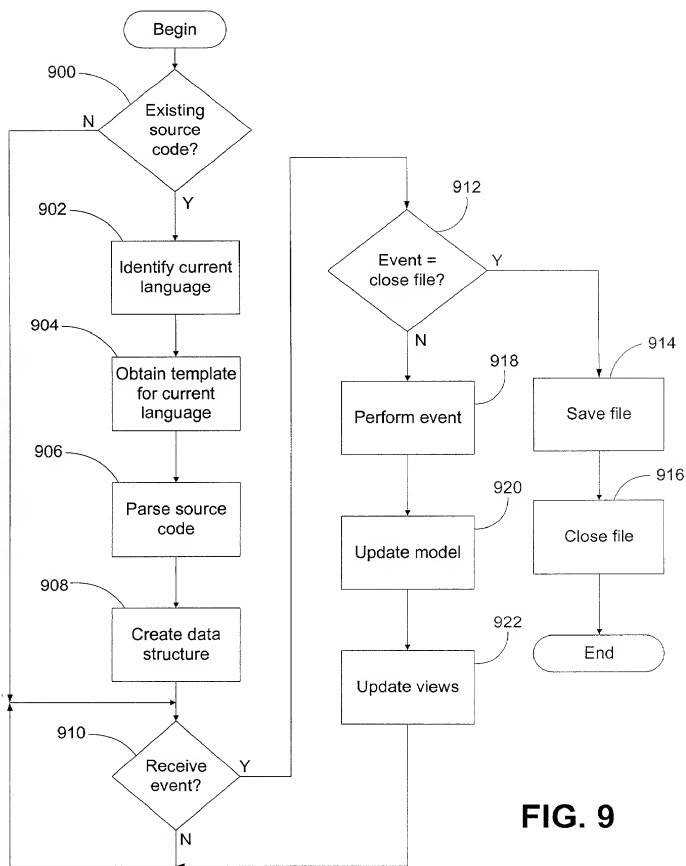 Begin
900
Existing
source
code?
N
Y
902
Identify current
language
904
Obtain template
for current
language
906
Parse source
code
908
Create data
structure
910
Receive
event?
Y
N
912
Event =
close file?
Y
N
914
Save file
916
Close file
End
918
Perform event
920
Update model
922
Update views
FIG. 9